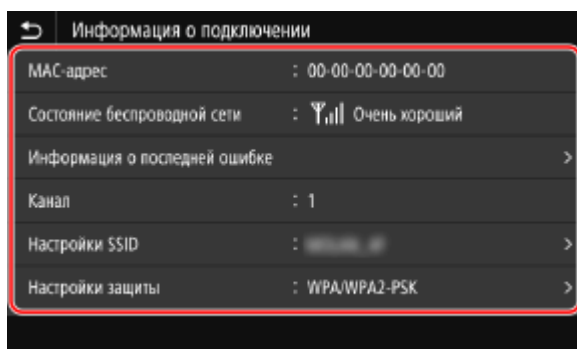 Информация о подключении
MAC-адрес : 00-00-00-00-00-00
Состояние беспроводной сети : Очень хороший
Информация о последней ошибке >
Канал : 1
Настройки SSID : >
Настройки защиты : WPA/WPA2-PSK >